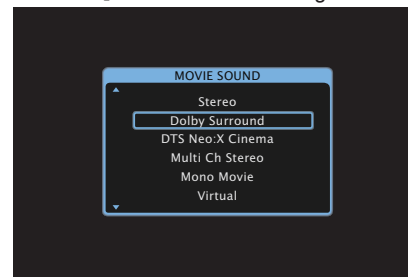 MOVIE SOUND
Stereo
Dolby Surround
DTS Neo:X Cinema
Multi Ch Stereo
Mono Movie
Virtual